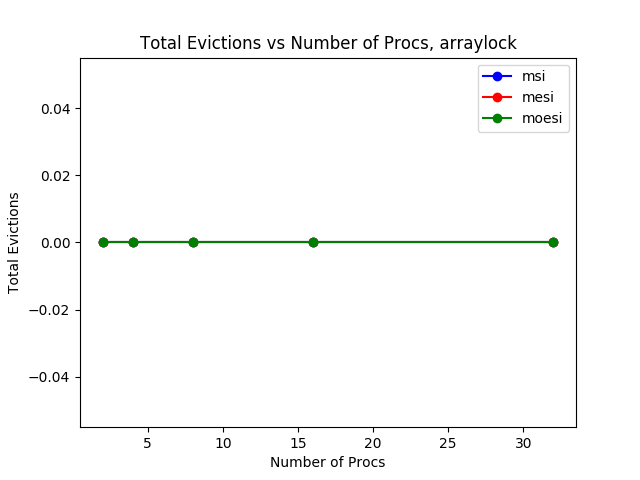 Total Evictions vs Number of Procs, arraylock
msi
mesi
moesi
Total Evictions
0.04
0.02
0.00
−0.02
−0.04
5 10 15 20 25 30
Number of Procs